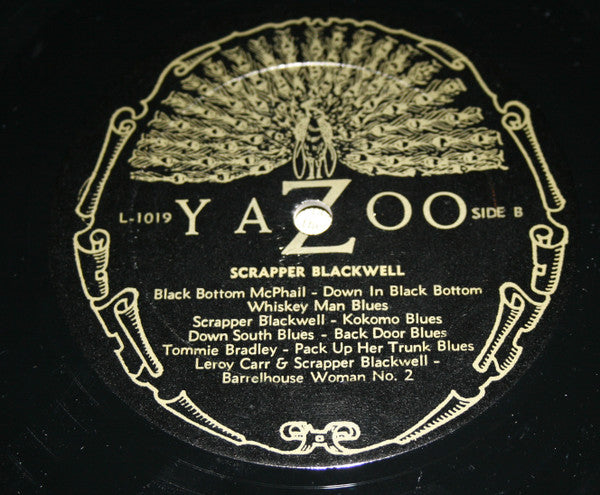 L-1019 YAZOO SIDE B
SCRAPPER BLACKWELL
Black Bottom McPhail - Down In Black Bottom
Whiskey Man Blues
Scrapper Blackwell - Kokomo Blues
Down South Blues - Back Door Blues
Tommie Bradley - Pack Up Her Trunk Blues
Leroy Carr & Scrapper Blackwell -
Barrelhouse Woman No. 2